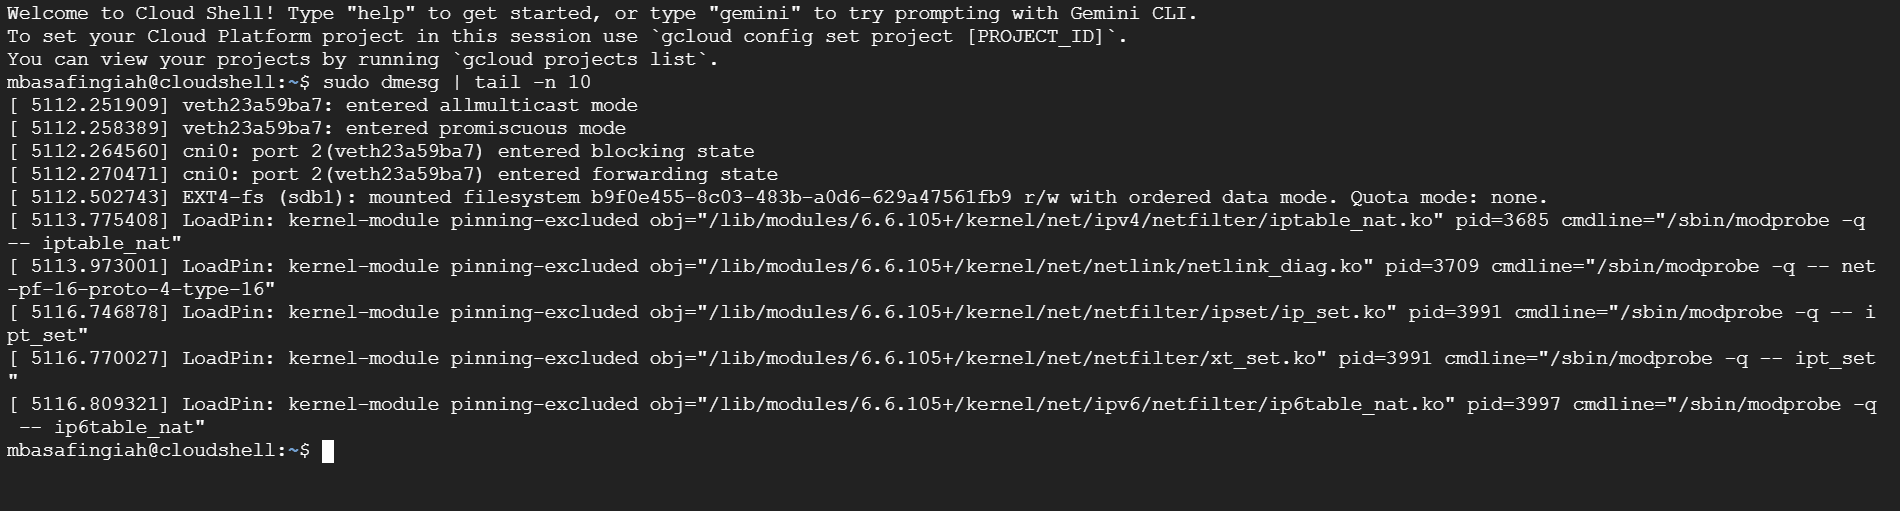 Welcome to Cloud Shell! Type "help" to get started, or type "gemini" to try prompting with Gemini CLI.
To set your Cloud Platform project in this session use `gcloud config set project [PROJECT_ID]`.
You can view your projects by running `gcloud projects list`.
mbasafingiah@cloudshell:~$ sudo dmesg | tail -n 10
[ 5112.251909] veth23a59ba7: entered allmulticast mode
[ 5112.258389] veth23a59ba7: entered promiscuous mode
[ 5112.264560] cni0: port 2(veth23a59ba7) entered blocking state
[ 5112.270471] cni0: port 2(veth23a59ba7) entered forwarding state
[ 5112.502743] EXT4-fs (sdb1): mounted filesystem b9f0e455-8c03-483b-a0d6-629a47561fb9 r/w with ordered data mode. Quota mode: none.
[ 5113.775408] LoadPin: kernel-module pinning-excluded obj="/lib/modules/6.6.105+/kernel/net/ipv4/netfilter/iptable_nat.ko" pid=3685 cmdline="/sbin/modprobe -q
-- iptable_nat"
[ 5113.973001] LoadPin: kernel-module pinning-excluded obj="/lib/modules/6.6.105+/kernel/net/netlink/netlink_diag.ko" pid=3709 cmdline="/sbin/modprobe -q -- net
-pf-16-proto-4-type-16"
[ 5116.746878] LoadPin: kernel-module pinning-excluded obj="/lib/modules/6.6.105+/kernel/net/netfilter/ipset/ip_set.ko" pid=3991 cmdline="/sbin/modprobe -q -- i
pt_set"
[ 5116.770027] LoadPin: kernel-module pinning-excluded obj="/lib/modules/6.6.105+/kernel/net/netfilter/xt_set.ko" pid=3991 cmdline="/sbin/modprobe -q -- ipt_set
"
[ 5116.809321] LoadPin: kernel-module pinning-excluded obj="/lib/modules/6.6.105+/kernel/net/ipv6/netfilter/ip6table_nat.ko" pid=3997 cmdline="/sbin/modprobe -q
 -- ip6table_nat"
mbasafingiah@cloudshell:~$